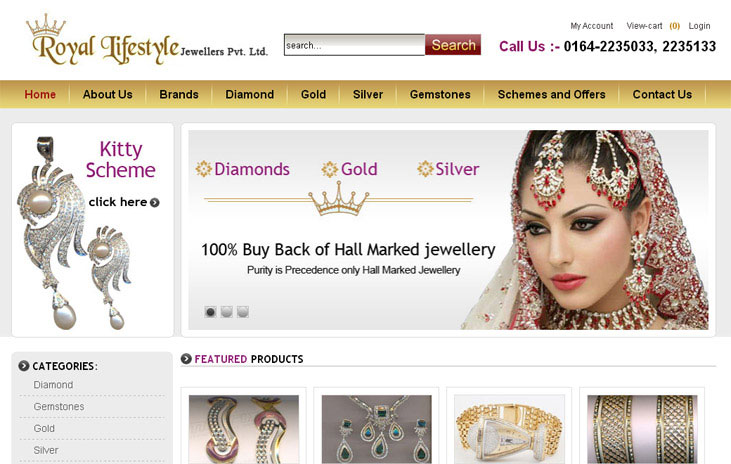 My Account View-cart (0) Login
Royal Lifestyle Jewellers Pvt. Ltd.
search... Search
Call Us :- 0164-2235033, 2235133
Home About Us Brands Diamond Gold Silver Gemstones Schemes and Offers Contact Us
Kitty
Scheme
click here
Diamonds Gold Silver
100% Buy Back of Hall Marked jewellery
Purity is Precedence only Hall Marked Jewellery
CATEGORIES:
Diamond
Gemstones
Gold
Silver
FEATURED PRODUCTS